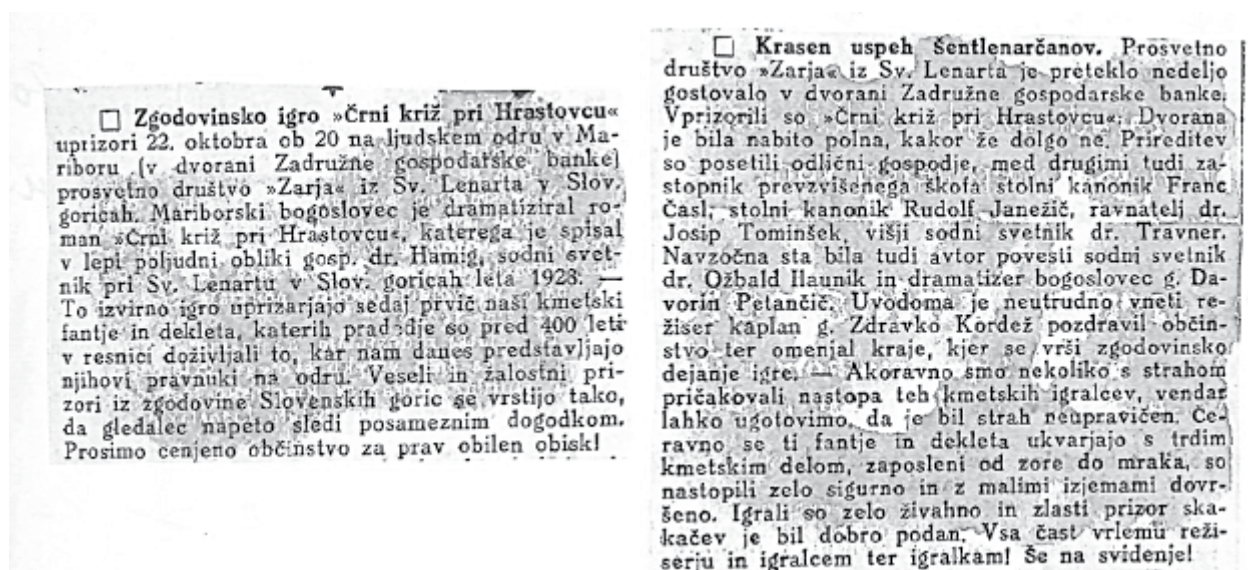 □ Zgodovinsko igro »Črni križ pri Hrastovcu«
uprizori 22. oktobra ob 20 na ljudskem odru v Ma-
riboru (v dvorani Zadružne gospodarske banke)
prosvetno društvo »Zarja« iz Sv. Lenarta v Slov.
goricah. Mariborski bogoslovec je dramatiziral ro-
man »Črni križ pri Hrastovcu«, katerega je spisal
v lepi poljudni obliki gosp. dr. Hamig, sodni svet-
nik pri Sv. Lenartu v Slov. goricah leta 1928. —
To izvirno igro uprizarjajo sedaj prvič naši kmetski
fantje in dekleta, katerih pradedje so pred 400 leti
v resnici doživljali to, kar nam danes predstavljajo
njihovi pravnuki na odru. Veseli in žalostni pri-
zori iz zgodovine Slovenskih goric se vrstijo tako,
da gledalec napeto sledi posameznim dogodkom.
Prosimo cenjeno občinstvo za prav obilen obisk!
□ Krasen uspeh šentlenarčanov. Prosvetno
društvo »Zarja« iz Sv. Lenarta je preteklo nedeljo
gostovalo v dvorani Zadružne gospodarske banke.
Vprizorili so »Črni križ pri Hrastovcu«. Dvorana
je bila nabito polna, kakor že dolgo ne. Prireditev
so posetili odlični gospodje, med drugimi tudi za-
stopnik prevzvišenega škofa stolni kanonik Franc
Časl, stolni kanonik Rudolf Janežič, ravnatelj dr.
Josip Tominšek, višji sodni svetnik dr. Travner.
Navzočna sta bila tudi avtor povesti sodni svetnik
dr. Ožbald Ilaunik in dramatizer bogoslovec g. Da-
vorin Petančič. Uvodoma je neutrudno vneti re-
žiser kaplan g. Zdravko Kordež pozdravil občin-
stvo ter omenjal kraje, kjer se vrši zgodovinsko
dejanje igre. — Akoravno smo nekoliko s strahom
pričakovali nastopa teh kmetskih igralcev, vendar
lahko ugotovimo, da je bil strah neupravičen. Če-
ravno se ti fantje in dekleta ukvarjajo s trdim
kmetskim delom, zaposleni od zore do mraka, so
nastopili zelo sigurno in z malimi izjemami dovr-
šeno. Igrali so zelo živahno in zlasti prizor ska-
kačev je bil dobro podan. Vsa čast vrlemu reži-
serju in igralcem ter igralkam! Še na svidenje!